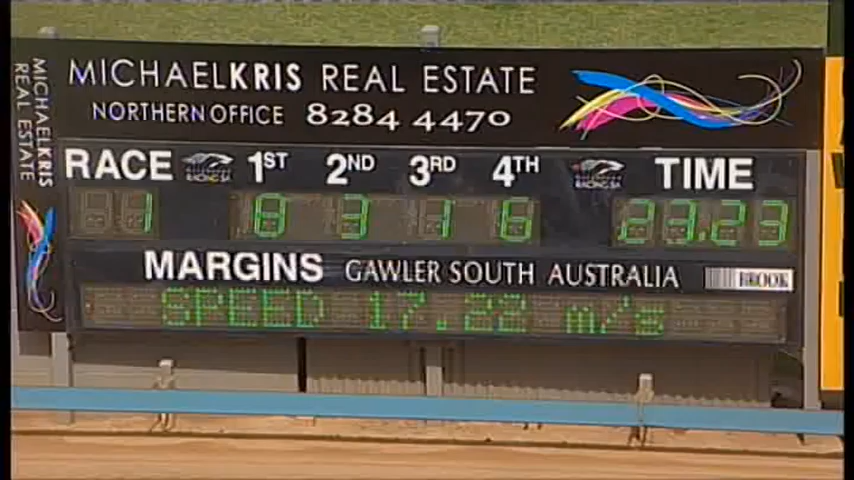 MICHAELKRIS REAL ESTATE
NORTHERN OFFICE 8284 4470
MICHAELKRIS
REAL ESTATE
RACE 1ST 2ND 3RD 4TH TIME
1 8 3 1 6 23.23
MARGINS GAWLER SOUTH AUSTRALIA BROOK
SPEED 17.22 m/s